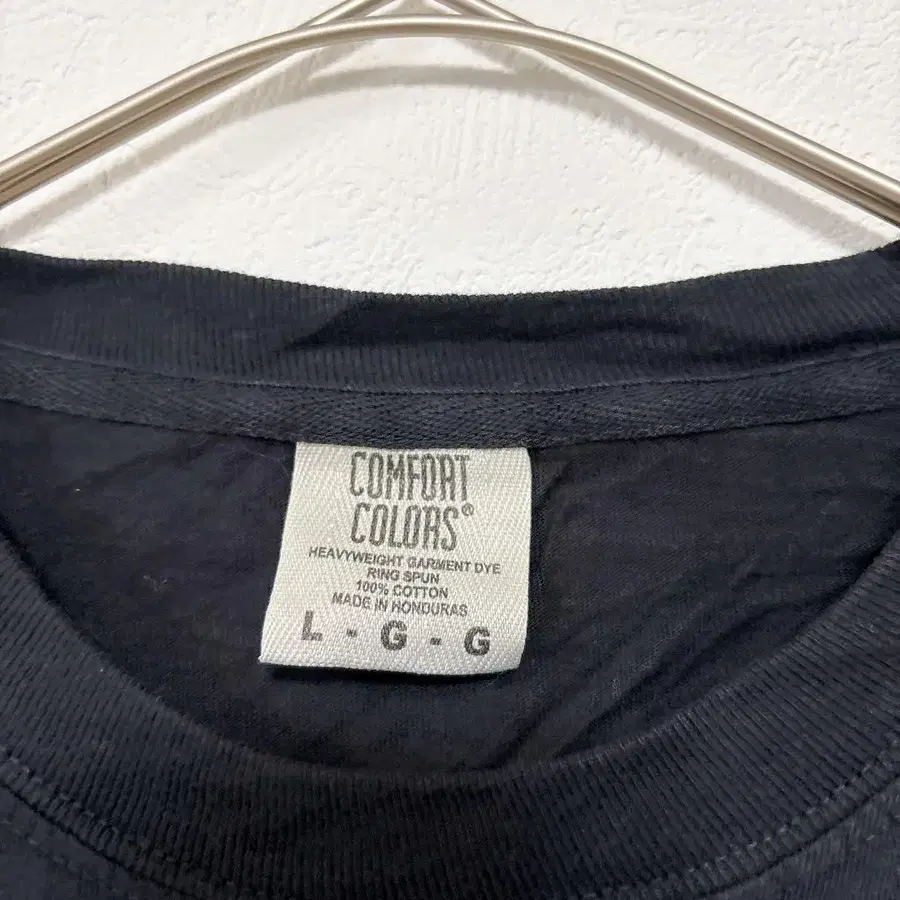 COMFORT
COLORS®
HEAVYWEIGHT GARMENT DYE
RING SPUN
100% COTTON
MADE IN HONDURAS
L - G - G